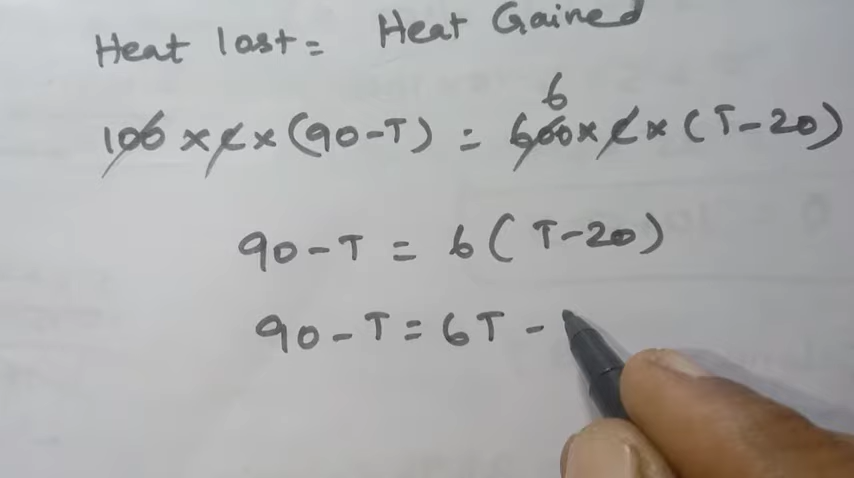 Heat lost = Heat Gained
6
100 × c × (90 - T) = 600 × c × (T - 20)
90 - T = 6 (T - 20)
90 - T = 6T -